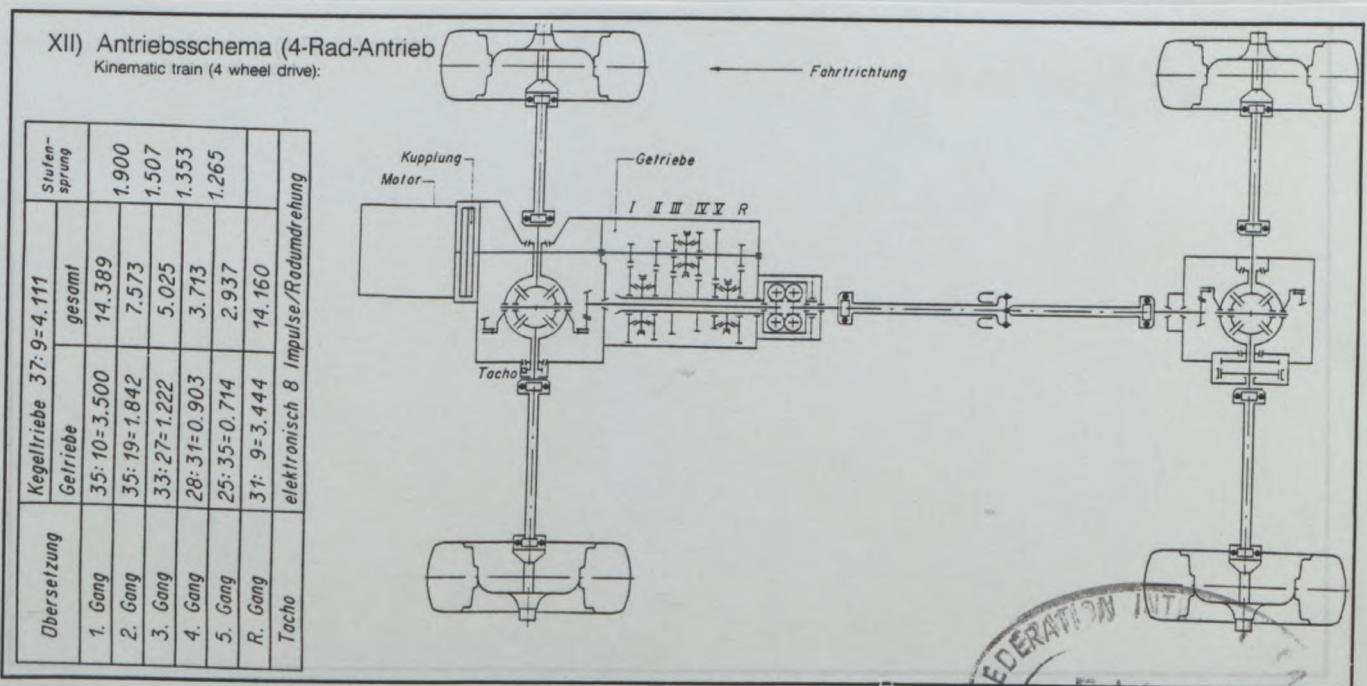 XII) Antriebsschema (4-Rad-Antrieb
Kinematic train (4 wheel drive):
Fahrtrichtung
Kupplung
Motor
Getriebe
I II III IV V R
Tacho
Obersetzung Kegeltriebe 37:9=4.111 Stufen-
sprung
Getriebe gesamt
1. Gang 35:10=3.500 14.389
1.900
2. Gang 35:19=1.842 7.573
1.507
3. Gang 33:27=1.222 5.025
1.353
4. Gang 28:31=0.903 3.713
1.265
5. Gang 25:35=0.714 2.937
R. Gang 31: 9=3.444 14.160
Tacho elektronisch 8 Impulse/Radumdrehung
EDERATION INT